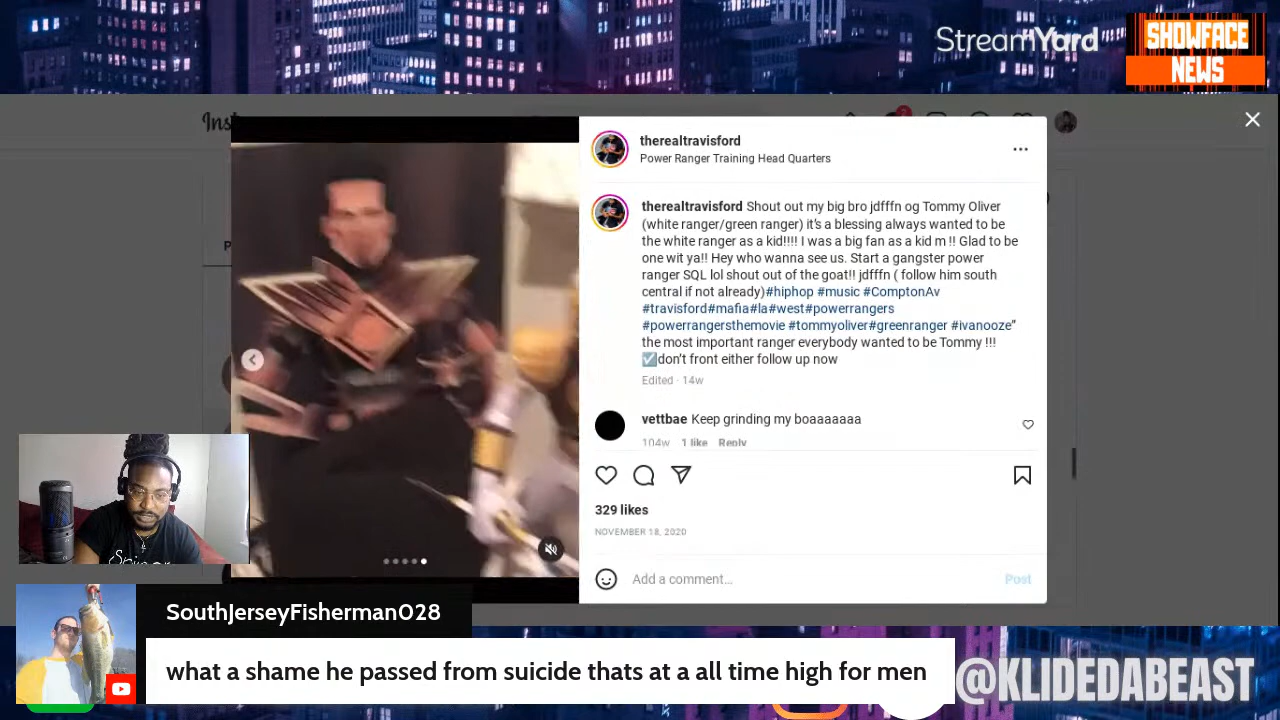 StreamYard
SHOWFACE
NEWS
Inst
therealtravisford
Power Ranger Training Head Quarters
therealtravisford Shout out my big bro jdfffn og Tommy Oliver
(white ranger/green ranger) it's a blessing always wanted to be
the white ranger as a kid!!!! I was a big fan as a kid m !! Glad to be
one wit ya!! Hey who wanna see us. Start a gangster power
ranger SQL lol shout out of the goat!! jdfffn ( follow him south
central if not already)#hiphop #music #ComptonAv
#travisford#mafia#la#west#powerrangers
#powerrangersthemovie #tommyoliver#greenranger #ivanooze”
the most important ranger everybody wanted to be Tommy !!!
☑don't front either follow up now
Edited · 14w
vettbae Keep grinding my boaaaaaaa
104w 1 like Reply
329 likes
NOVEMBER 18, 2020
Add a comment… Post
SouthJerseyFisherman028
what a shame he passed from suicide thats at a all time high for men
@KLIDEDABEAST